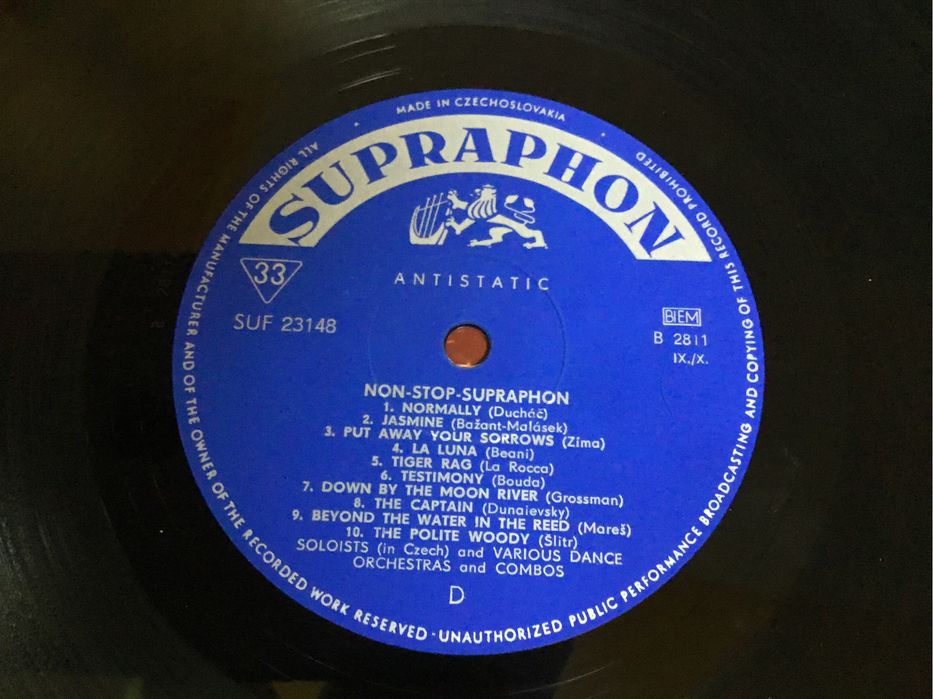 MADE IN CZECHOSLOVAKIA
SUPRAPHON
ANTISTATIC
33
SUF 23148
BIEM
B 2811
IX./X.
NON-STOP-SUPRAPHON
1. NORMALLY (Ducháč)
2. JASMINE (Bažant-Malásek)
3. PUT AWAY YOUR SORROWS (Zíma)
4. LA LUNA (Beani)
5. TIGER RAG (La Rocca)
6. TESTIMONY (Bouda)
7. DOWN BY THE MOON RIVER (Grossman)
8. THE CAPTAIN (Dunaievsky)
9. BEYOND THE WATER IN THE REED (Mareš)
10. THE POLITE WOODY (Šlitr)
SOLOISTS (in Czech) and VARIOUS DANCE
ORCHESTRAS and COMBOS
D
ALL RIGHTS OF THE MANUFACTURER AND OF THE OWNER OF THE RECORDED WORK RESERVED · UNAUTHORIZED PUBLIC PERFORMANCE BROADCASTING AND COPYING OF THIS RECORD PROHIBITED